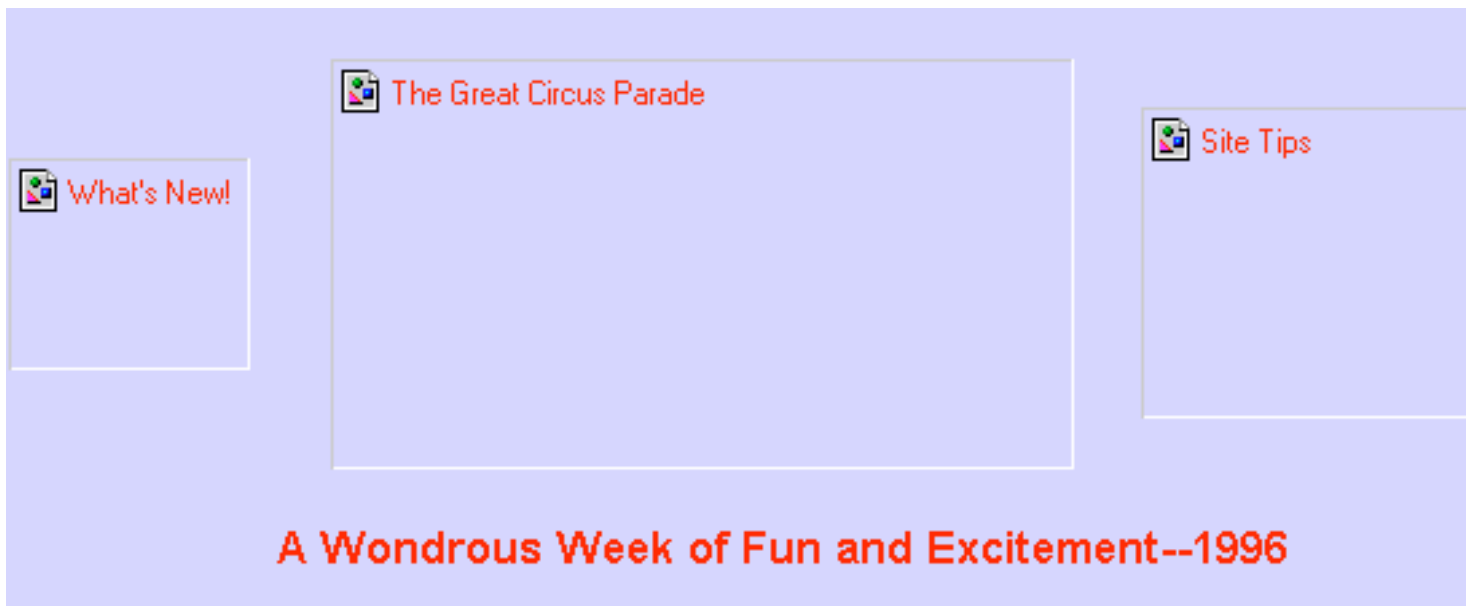 What's New!
The Great Circus Parade
Site Tips
A Wondrous Week of Fun and Excitement--1996